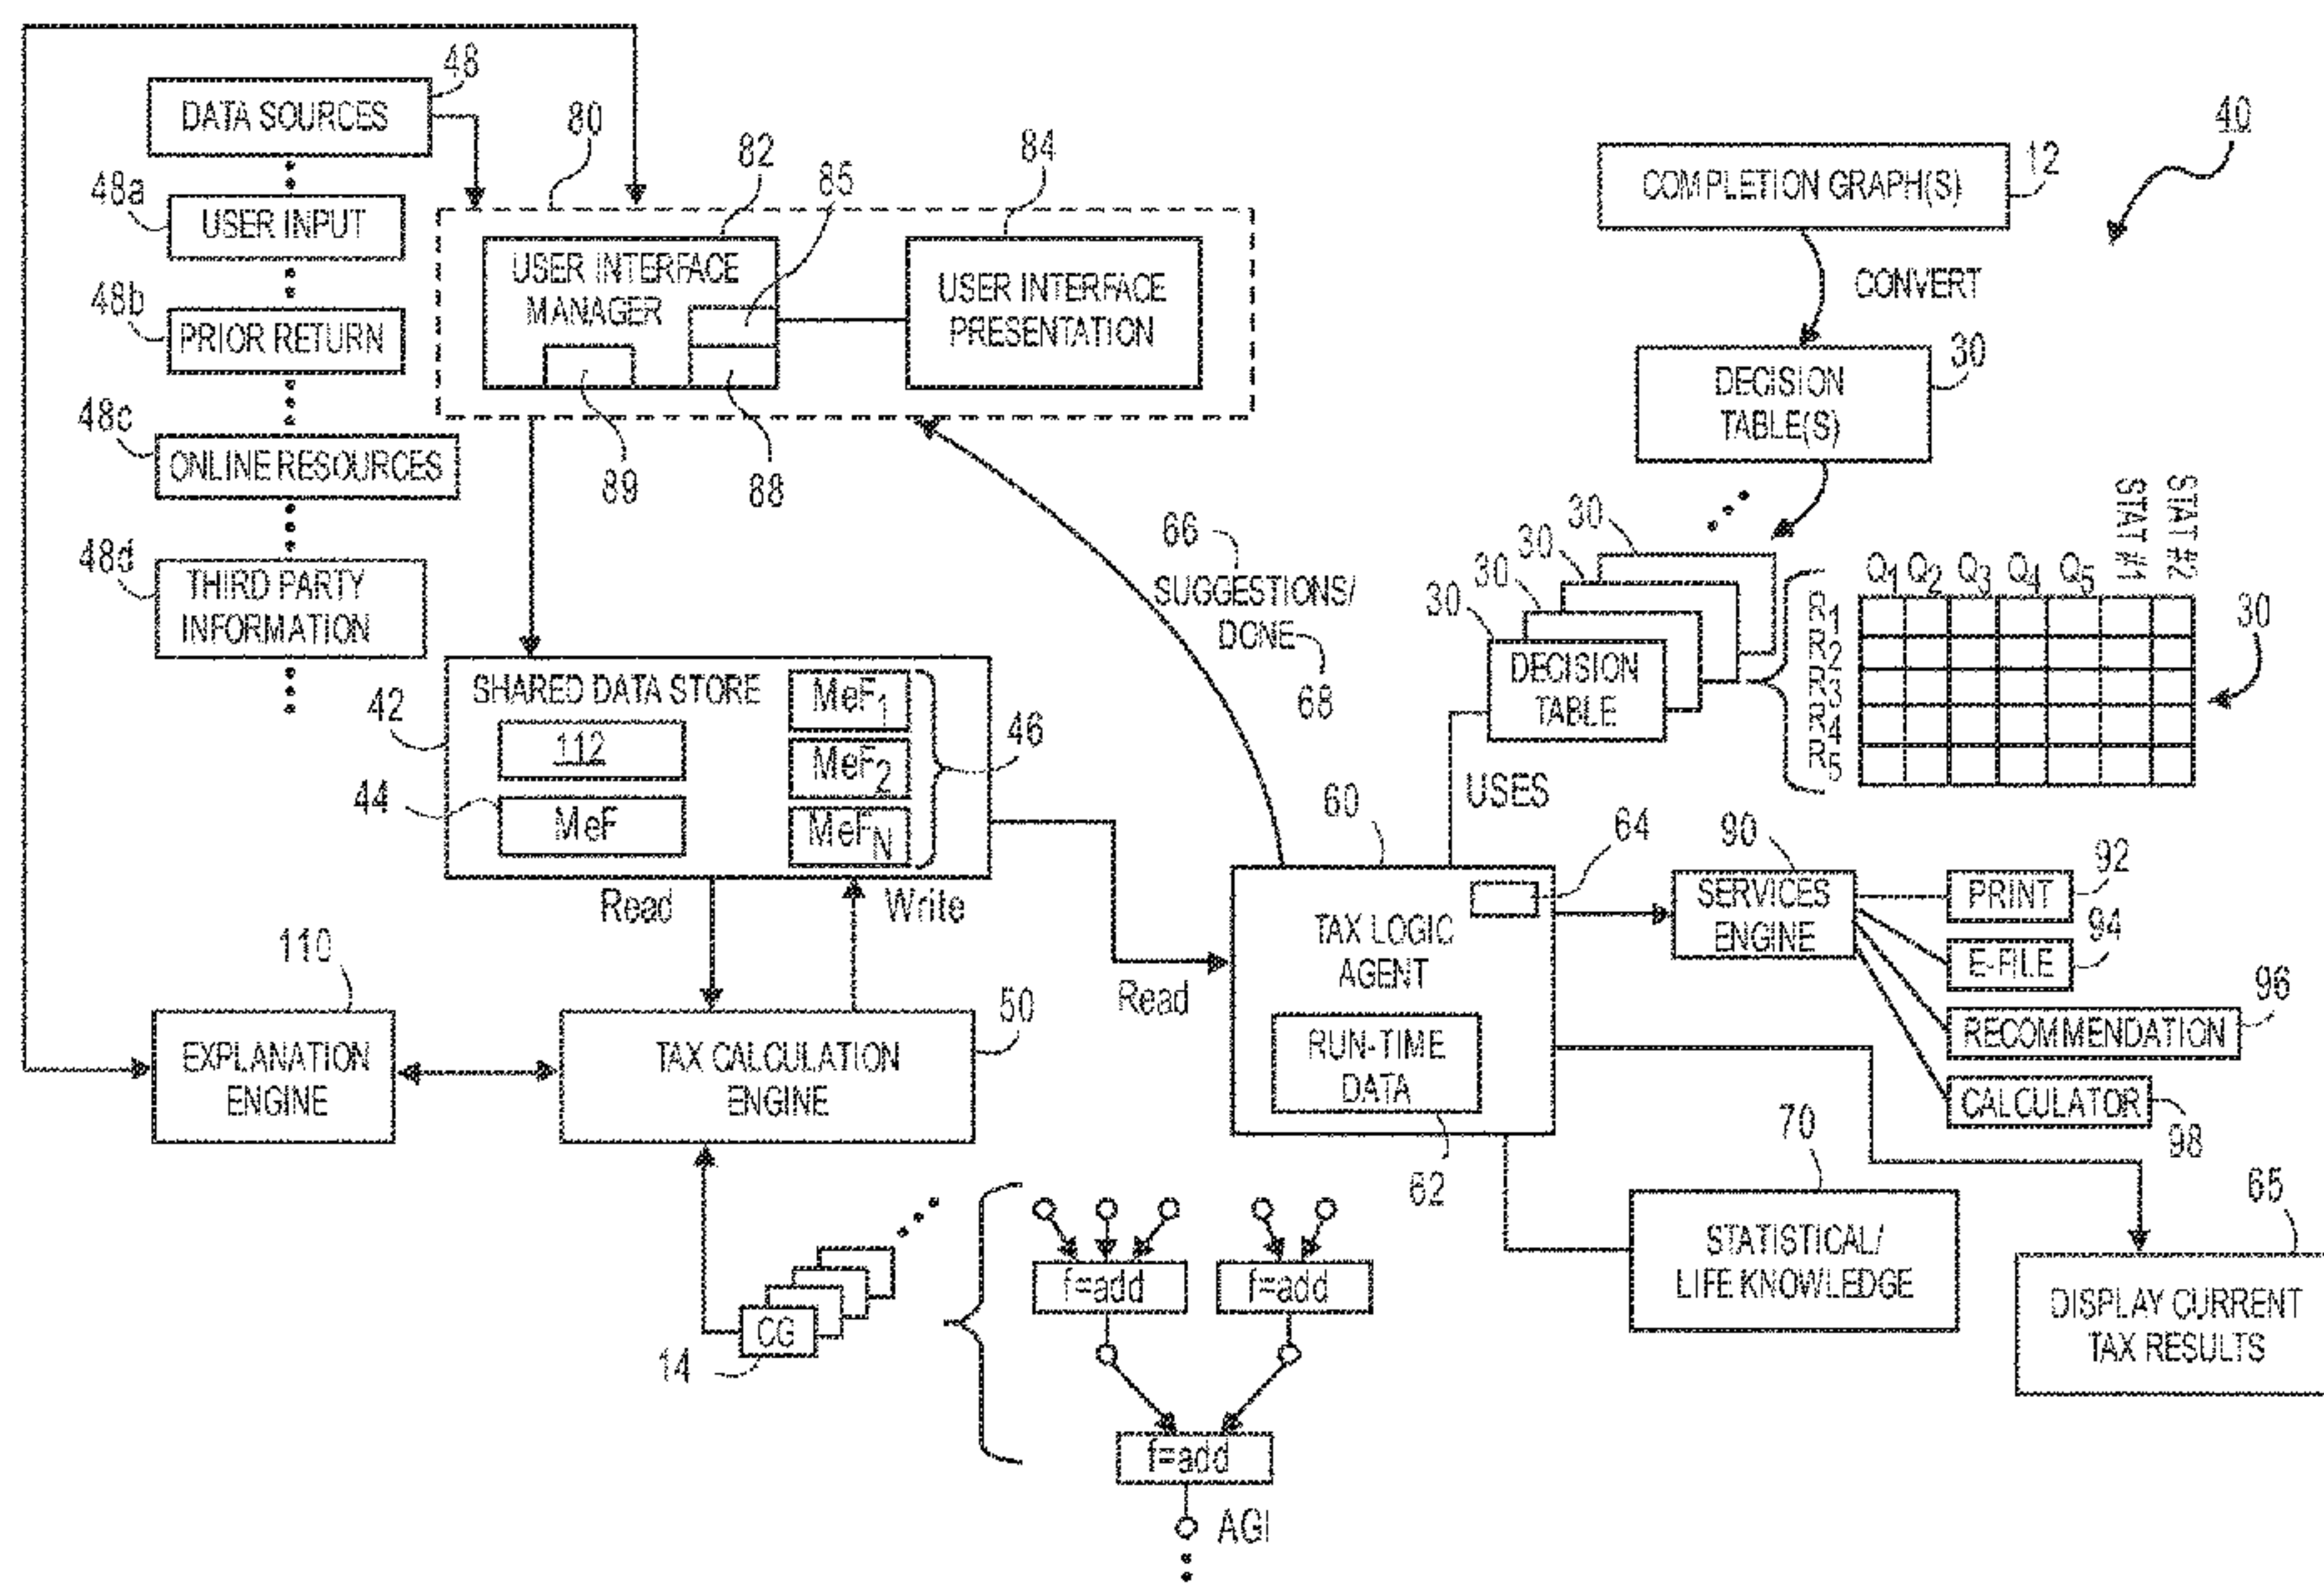 48
DATA SOURCES
48a
USER INPUT
48b
PRIOR RETURN
48c
ONLINE RESOURCES
48d
THIRD PARTY
INFORMATION
80
82
85
84
USER INTERFACE
MANAGER
USER INTERFACE
PRESENTATION
89
88
40
12
COMPLETION GRAPH(S)
CONVERT
30
DECISION
TABLE(S)
66
SUGGESTIONS/
DONE
68
30
30
30
30
DECISION
TABLE
Q1 Q2 Q3 Q4 Q5 STAT #1 STAT #2
R1
R2
R3
R4
R5
30
USES
42
SHARED DATA STORE
112
44
MeF
MeF1
MeF2
MeFN
46
Read
Write
Read
110
EXPLANATION
ENGINE
50
TAX CALCULATION
ENGINE
60
64
TAX LOGIC
AGENT
RUN-TIME
DATA
62
90
SERVICES
ENGINE
92
PRINT
94
E-FILE
96
RECOMMENDATION
CALCULATOR
98
70
STATISTICAL/
LIFE KNOWLEDGE
65
DISPLAY CURRENT
TAX RESULTS
CG
14
f=add
f=add
f=add
AGI